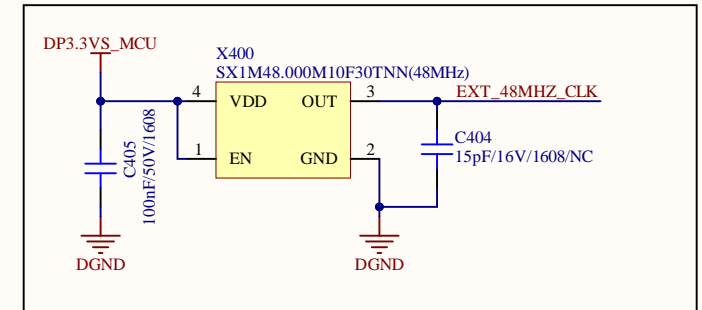 DP3.3VS_MCU
X400
SX1M48.000M10F30TNN(48MHz)
4 VDD OUT 3 EXT_48MHZ_CLK
C405
100nF/50V/1608
C404
15pF/16V/1608/NC
1 EN GND 2
DGND DGND